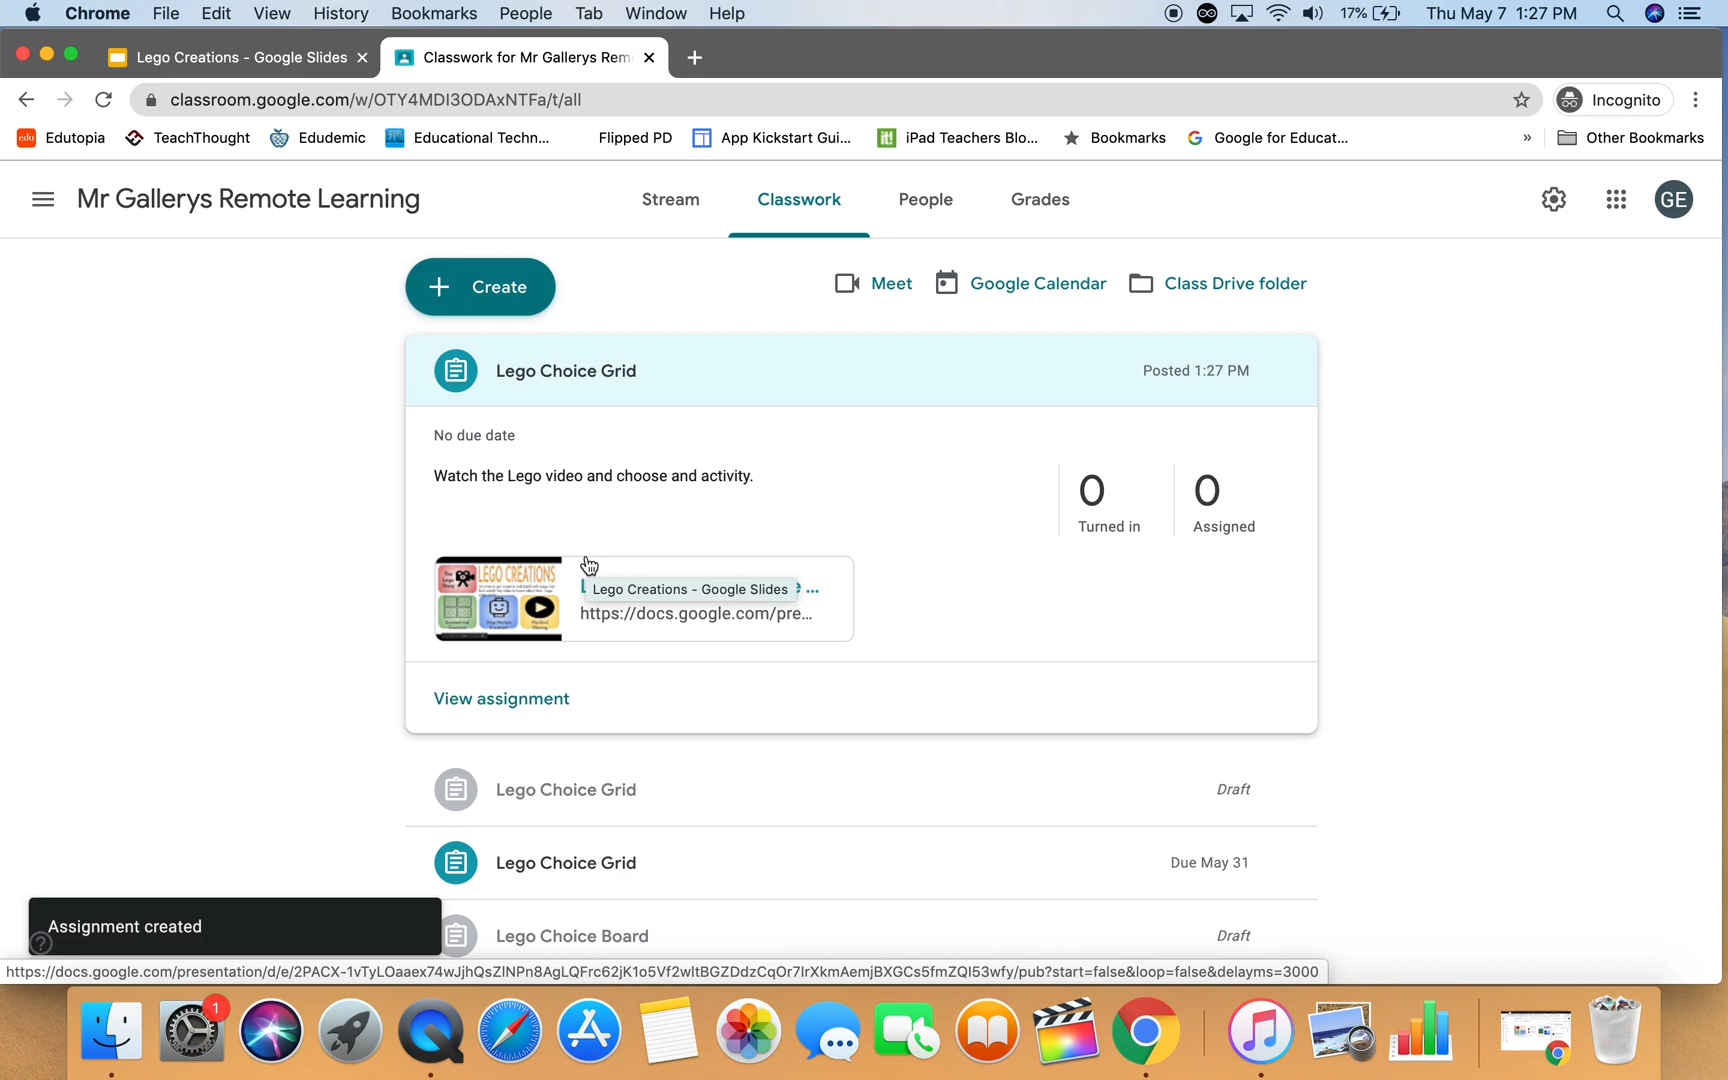 Chrome File Edit View History Bookmarks People Tab Window Help 17% Thu May 7 1:27 PM
Lego Creations - Google Slides Classwork for Mr Gallerys Rem
classroom.google.com/w/OTY4MDI3ODAxNTFa/t/all Incognito
edu Edutopia TeachThought Edudemic Educational Techn... Flipped PD App Kickstart Gui... it! iPad Teachers Blo... Bookmarks Google for Educat... » Other Bookmarks
Mr Gallerys Remote Learning Stream Classwork People Grades GE
+ Create Meet Google Calendar Class Drive folder
Lego Choice Grid Posted 1:27 PM
No due date
Watch the Lego video and choose and activity.
0 0
Turned in Assigned
The Lego Story LEGO CREATIONS
Lego Creations - Google Slides ...
https://docs.google.com/pre...
View assignment
Lego Choice Grid Draft
Lego Choice Grid Due May 31
Assignment created
Lego Choice Board Draft
https://docs.google.com/presentation/d/e/2PACX-1vTyLOaaex74wJjhQsZlNPn8AgLQFrc62jK1o5Vf2wltBGZDdzCqOr7IrXkmAemjBXGCs5fmZQI53wfy/pub?start=false&loop=false&delayms=3000
1